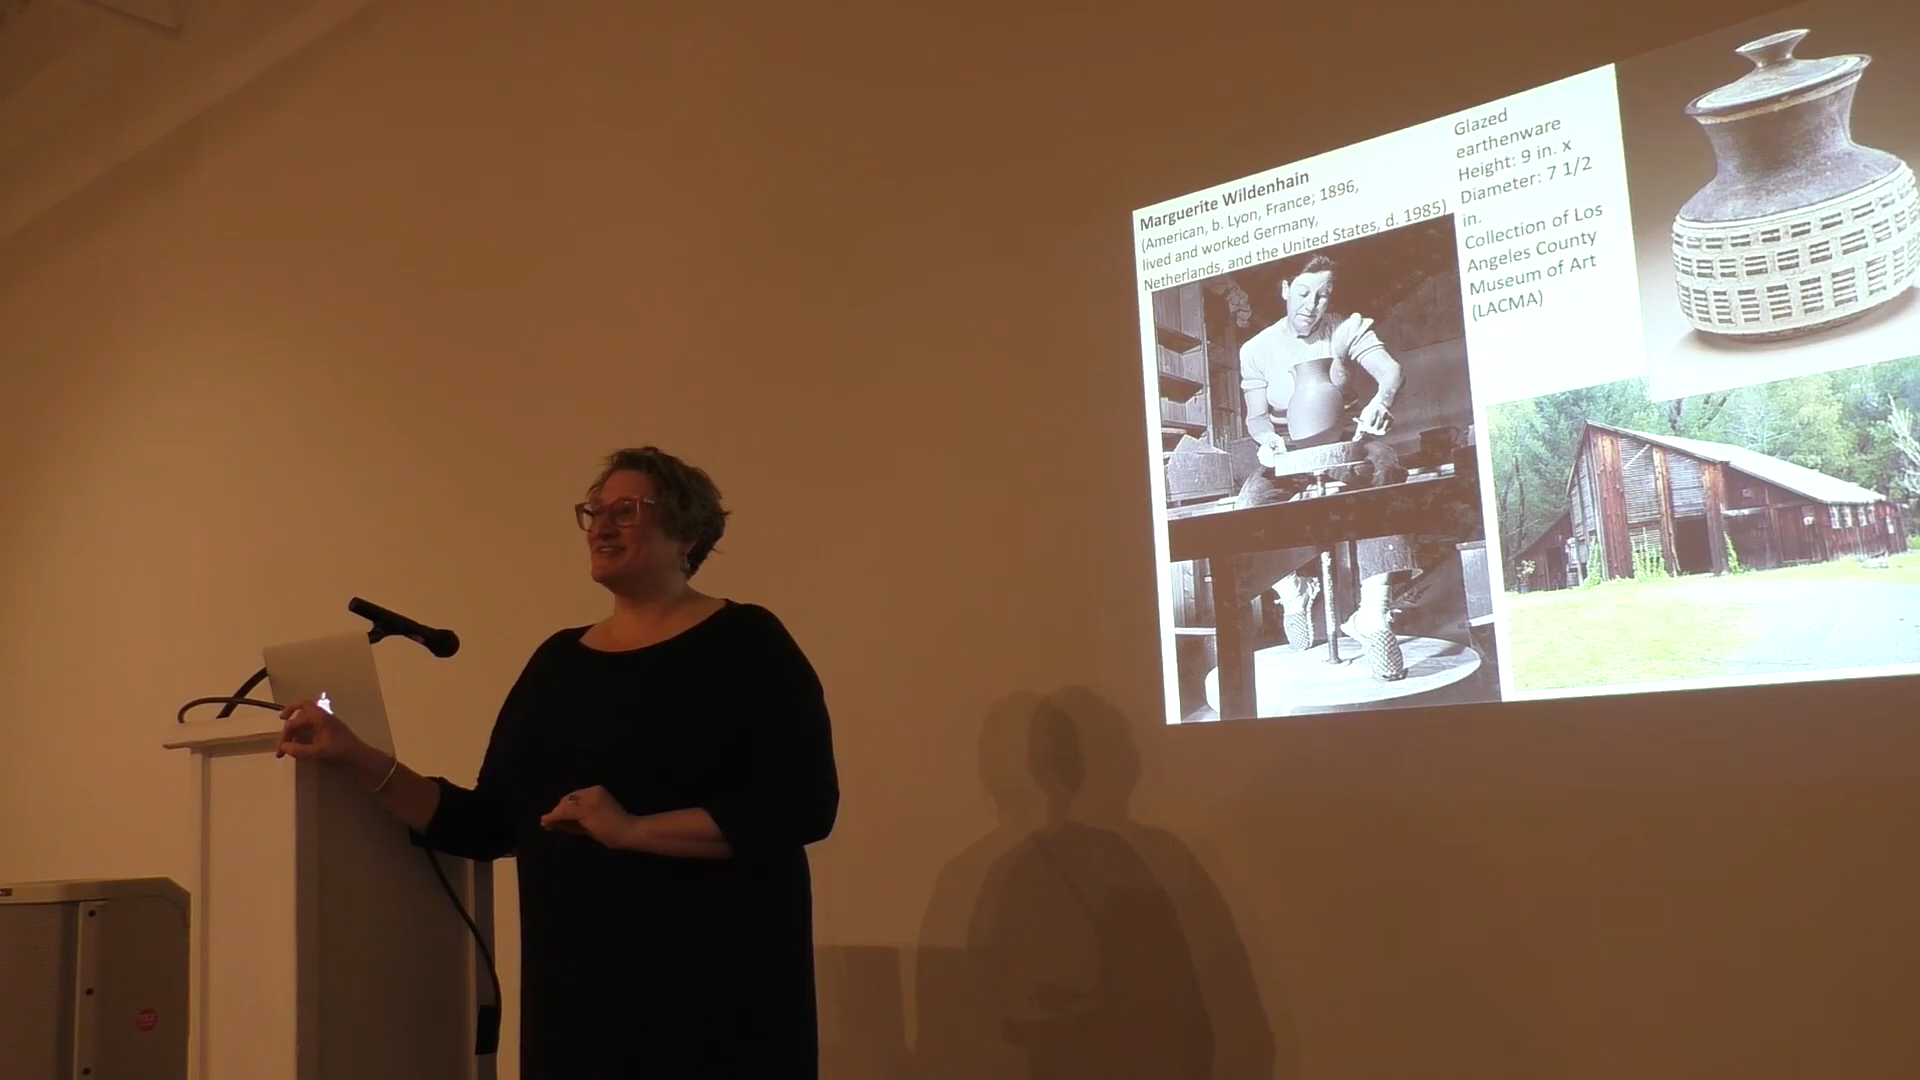 Marguerite Wildenhain
(American, b. Lyon, France; 1896,
lived and worked Germany,
Netherlands, and the United States, d. 1985)
Glazed
earthenware
Height: 9 in. x
Diameter: 7 1/2
in.
Collection of Los
Angeles County
Museum of Art
(LACMA)